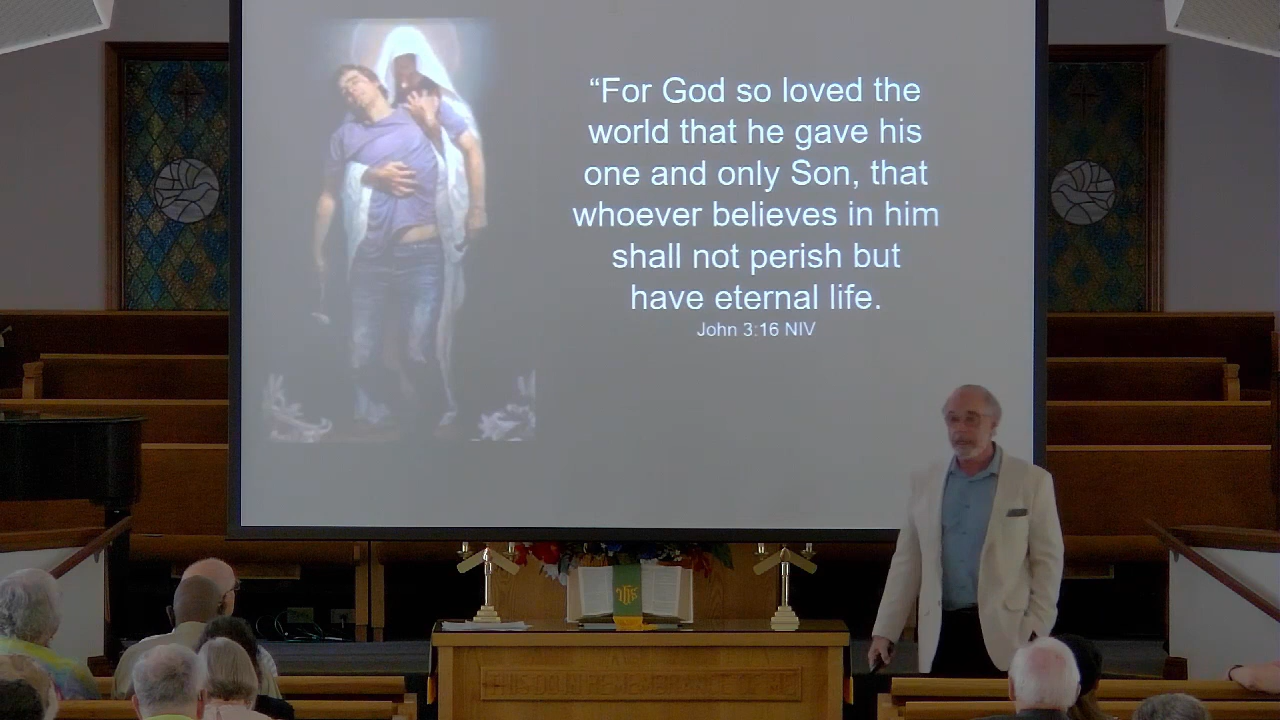 “For God so loved the
world that he gave his
one and only Son, that
whoever believes in him
shall not perish but
have eternal life.
John 3:16 NIV